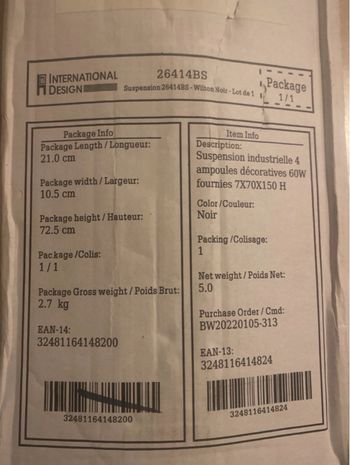 INTERNATIONAL
DESIGN
26414BS
Suspension 26414BS - Wilton Noir - Lot de 1
Package
1/1
Package Info
Package Length / Longueur:
21.0 cm
Package width / Largeur:
10.5 cm
Package height / Hauteur:
72.5 cm
Package /Colis:
1 / 1
Package Gross weight / Poids Brut:
2.7 kg
EAN-14:
32481164148200
32481164148200
Item Info
Description:
Suspension industrielle 4
ampoules décoratives 60W
fournies 7X70X150 H
Color /Couleur:
Noir
Packing /Colisage:
1
Net weight / Poids Net:
5.0
Purchase Order / Cmd:
BW20220105-313
EAN-13:
3248116414824
3248116414824